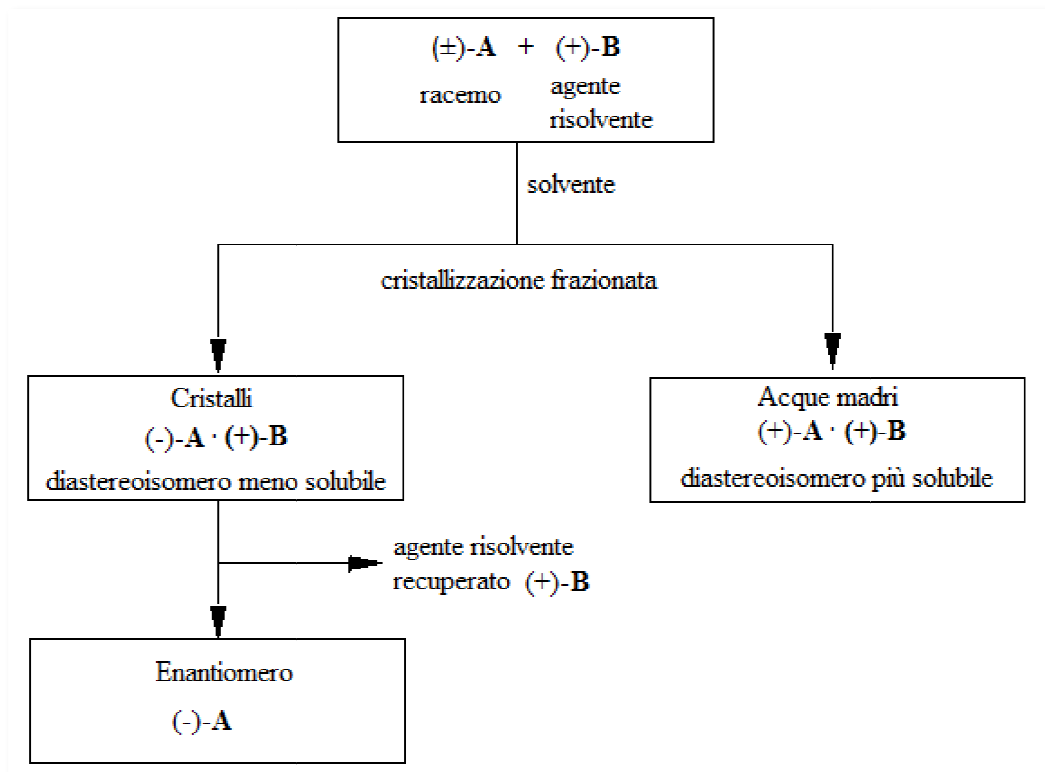 (±)-A + (+)-B
racemo agente
risolvente
solvente
cristallizzazione frazionata
Cristalli
(-)-A · (+)-B
diastereoisomero meno solubile
Acque madri
(+)-A · (+)-B
diastereoisomero più solubile
agente risolvente
recuperato (+)-B
Enantiomero
(-)-A